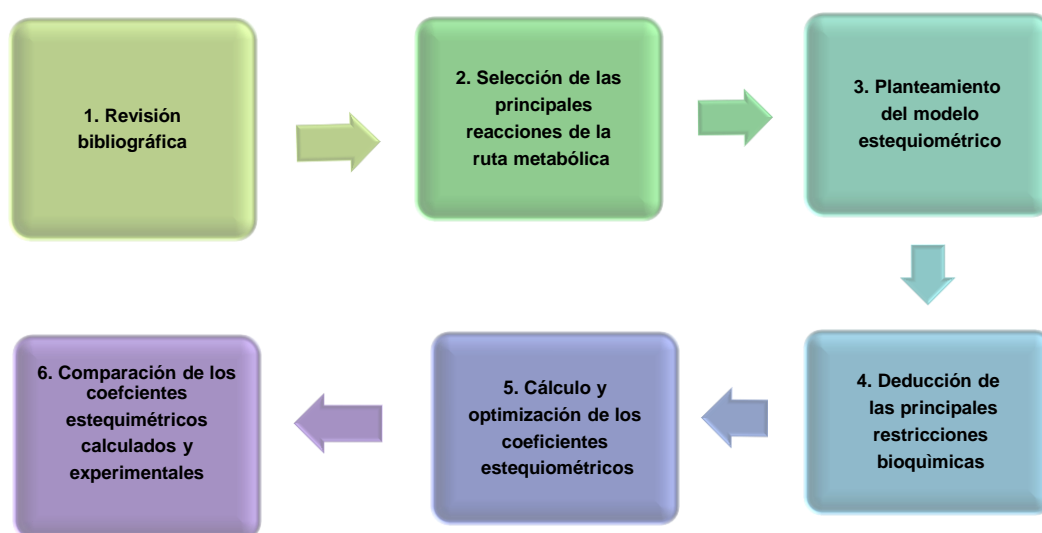 1. Revisión
bibliográfica
2. Selección de las
principales
reacciones de la
ruta metabólica
3. Planteamiento
del modelo
estequiométrico
4. Deducción de
las principales
restricciones
bioquìmicas
5. Cálculo y
optimización de los
coeficientes
estequiométricos
6. Comparación de los
coefcientes
estequimétricos
calculados y
experimentales